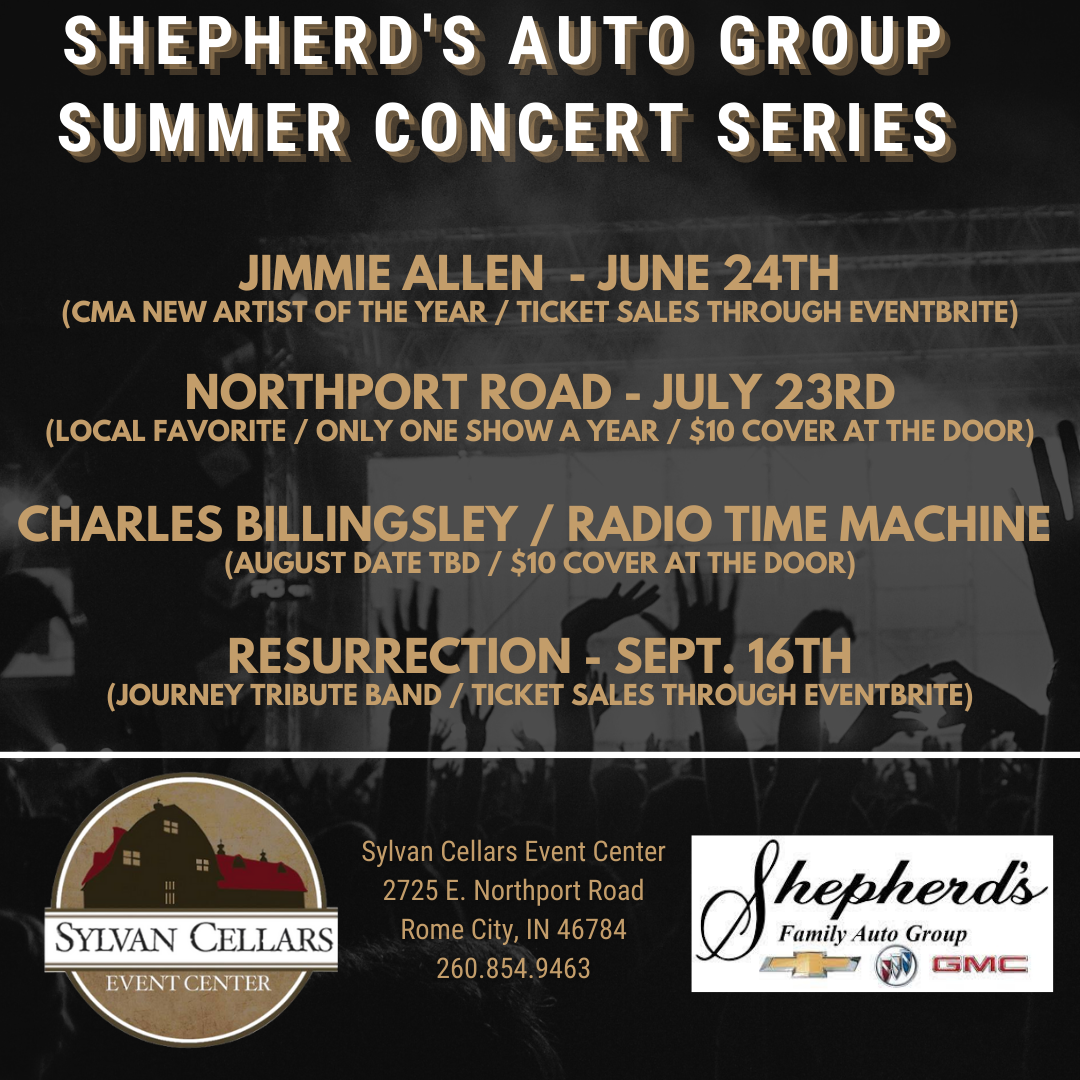 SHEPHERD'S AUTO GROUP
SUMMER CONCERT SERIES
JIMMIE ALLEN - JUNE 24TH
(CMA NEW ARTIST OF THE YEAR / TICKET SALES THROUGH EVENTBRITE)
NORTHPORT ROAD - JULY 23RD
(LOCAL FAVORITE / ONLY ONE SHOW A YEAR / $10 COVER AT THE DOOR)
CHARLES BILLINGSLEY / RADIO TIME MACHINE
(AUGUST DATE TBD / $10 COVER AT THE DOOR)
RESURRECTION - SEPT. 16TH
(JOURNEY TRIBUTE BAND / TICKET SALES THROUGH EVENTBRITE)
SYLVAN CELLARS
EVENT CENTER
Sylvan Cellars Event Center
2725 E. Northport Road
Rome City, IN 46784
260.854.9463
Shepherd's
Family Auto Group
GMC